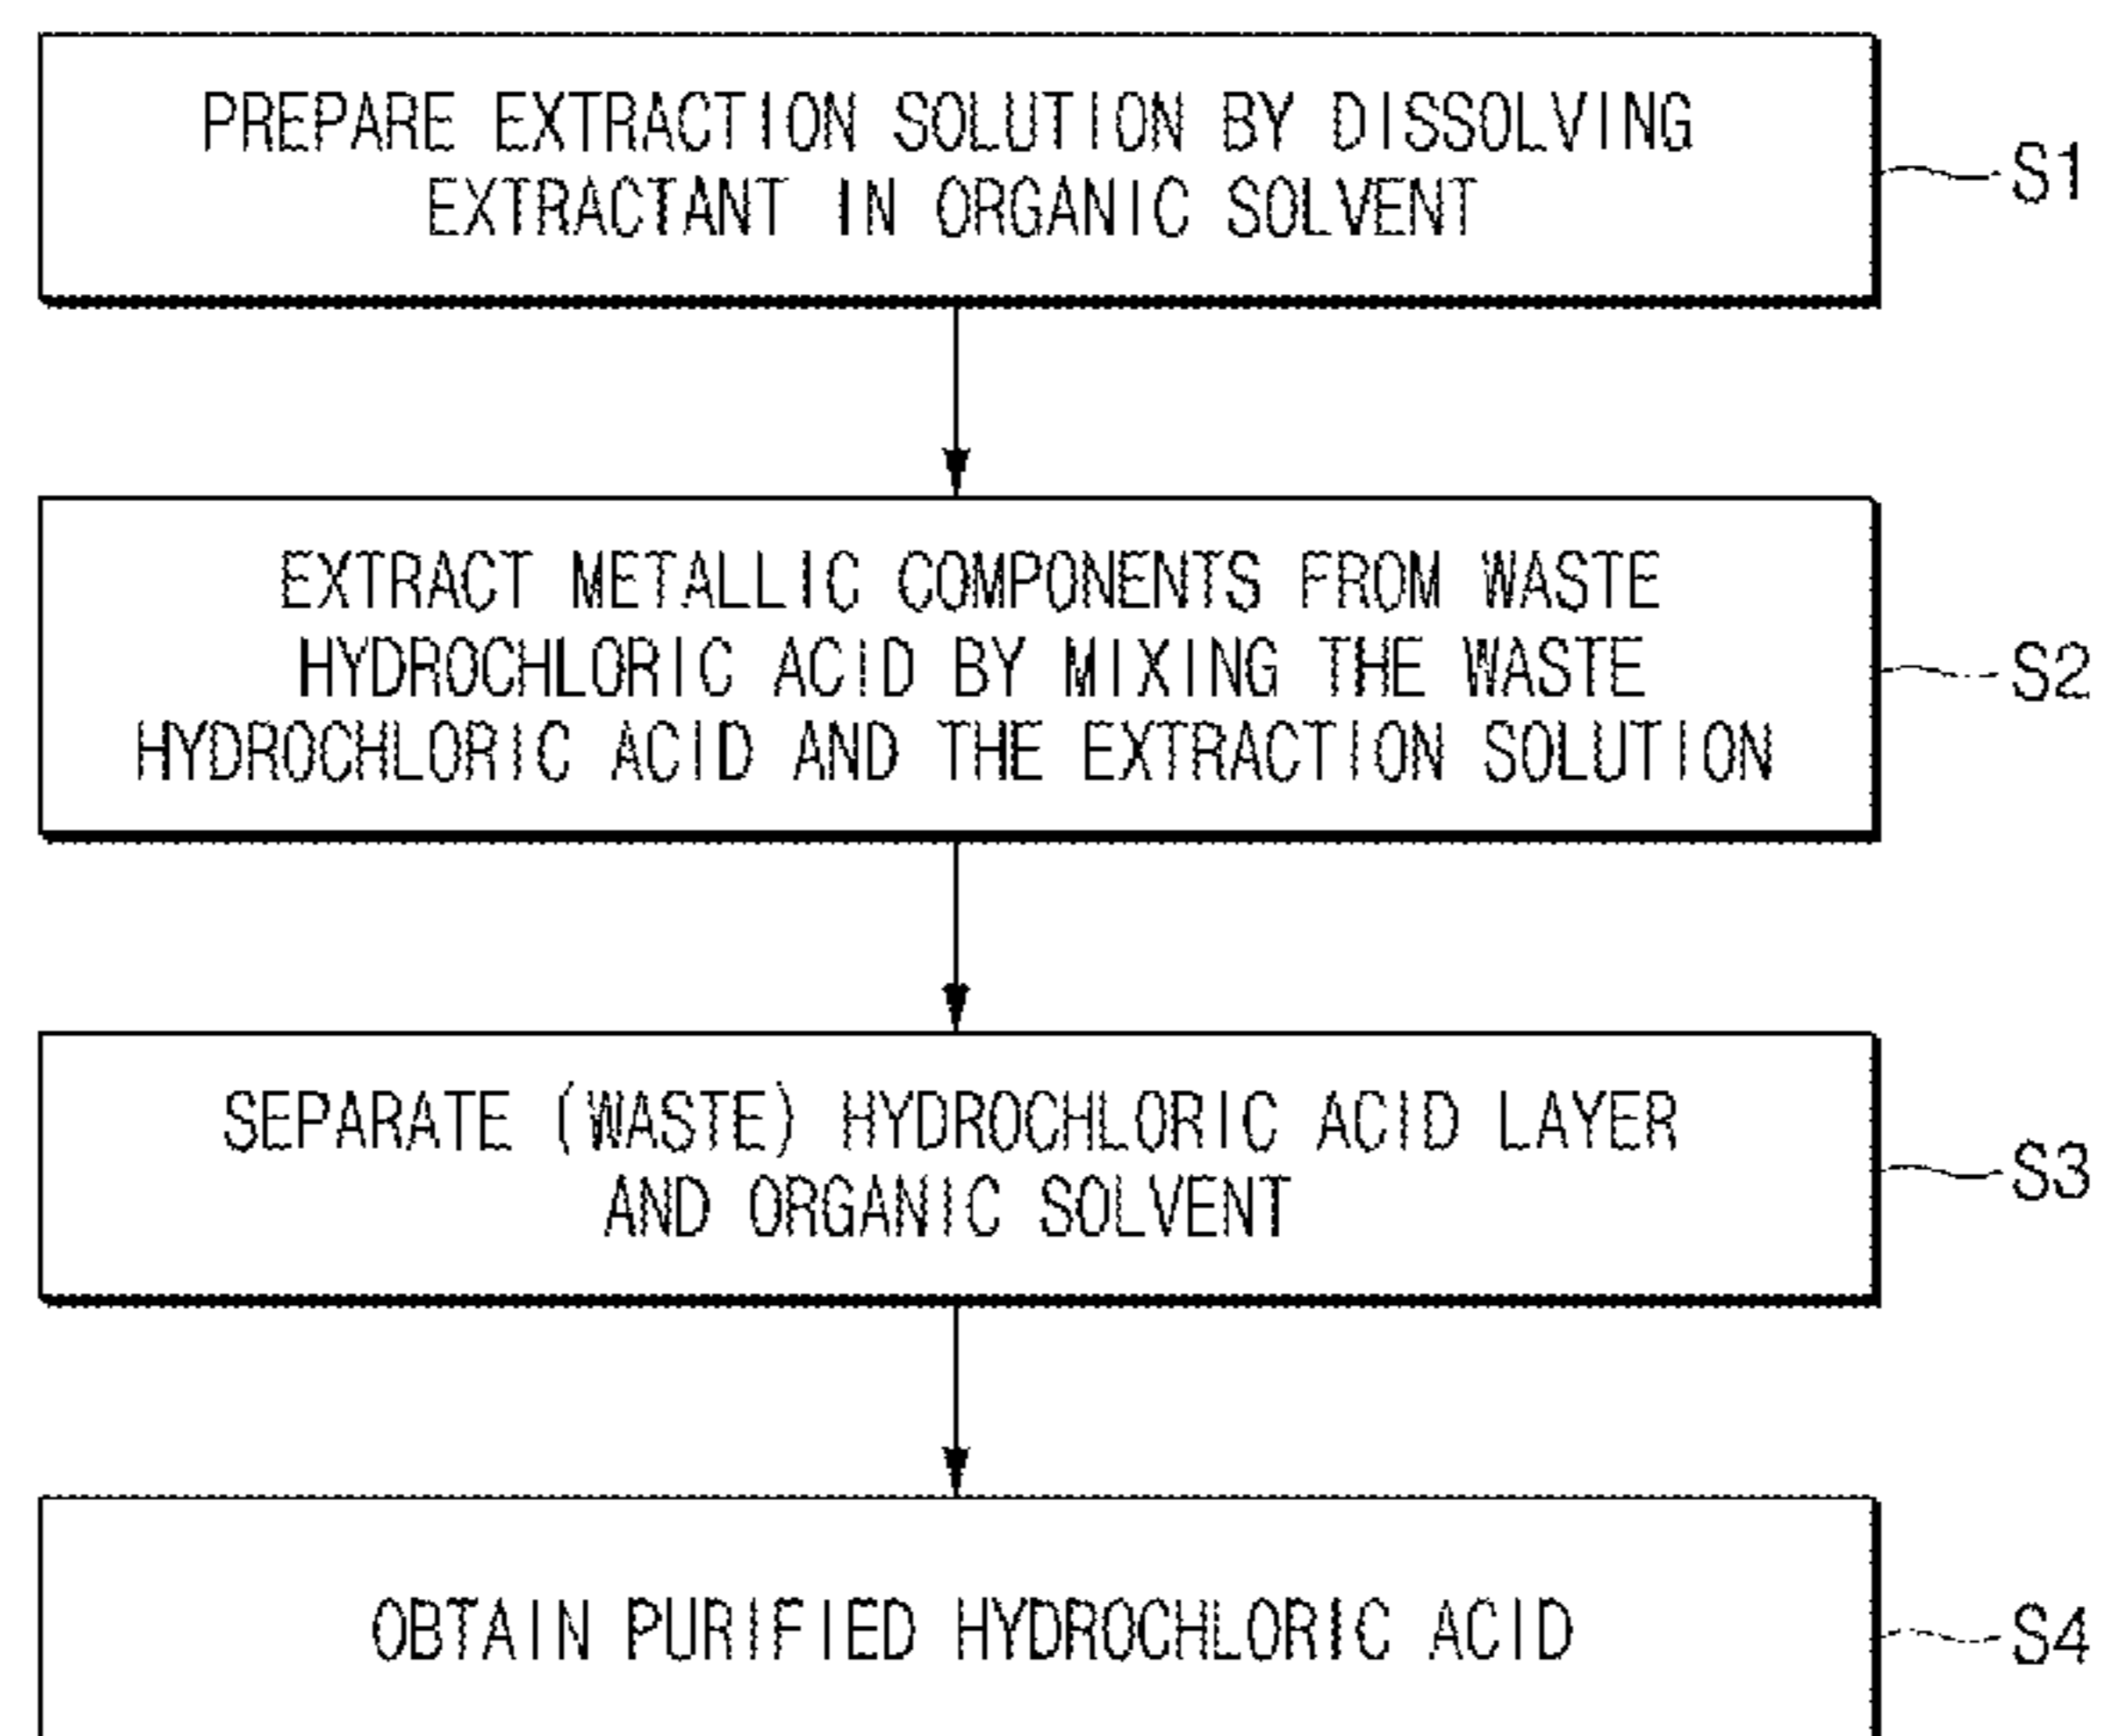 PREPARE EXTRACTION SOLUTION BY DISSOLVING
EXTRACTANT IN ORGANIC SOLVENT
S1
EXTRACT METALLIC COMPONENTS FROM WASTE
HYDROCHLORIC ACID BY MIXING THE WASTE
HYDROCHLORIC ACID AND THE EXTRACTION SOLUTION
S2
SEPARATE (WASTE) HYDROCHLORIC ACID LAYER
AND ORGANIC SOLVENT
S3
OBTAIN PURIFIED HYDROCHLORIC ACID
S4